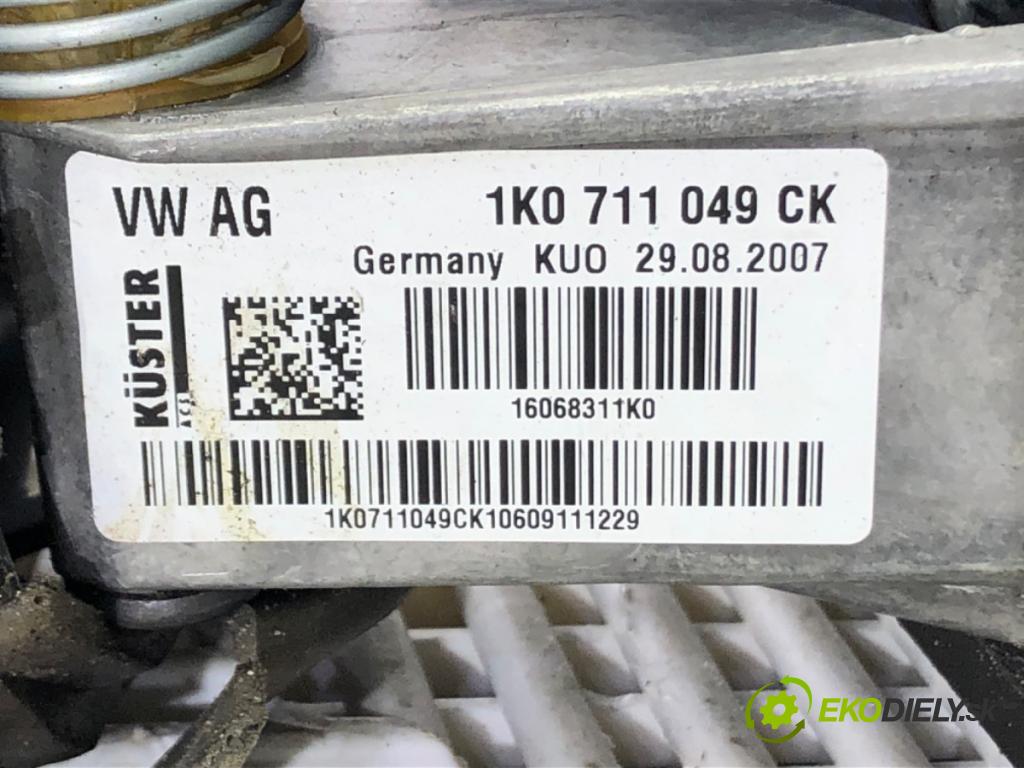 VW AG
1K0 711 049 CK
Germany KUO 29.08.2007
KÜSTER
16068311K0
1K0711049CK10609111229
EKODIELY.SK